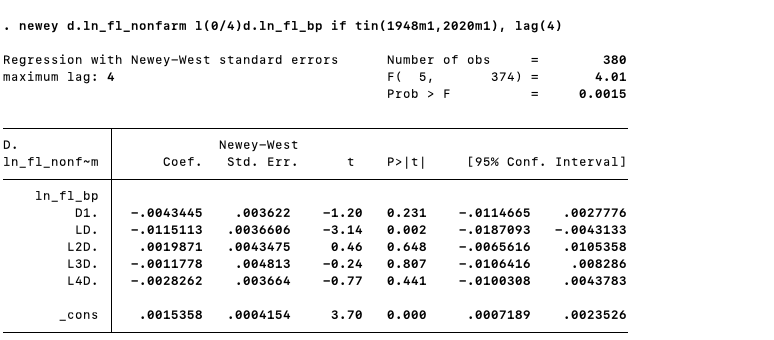 . newey d.ln_fl_nonfarm l(0/4)d.ln_fl_bp if tin(1948m1,2020m1), lag(4)
Regression with Newey-West standard errors Number of obs = 380
maximum lag: 4 F( 5, 374) = 4.01
Prob > F = 0.0015
D. Newey-West
ln_fl_nonf~m Coef. Std. Err. t P>|t| [95% Conf. Interval]
ln_fl_bp
D1. -.0043445 .003622 -1.20 0.231 -.0114665 .0027776
LD. -.0115113 .0036606 -3.14 0.002 -.0187093 -.0043133
L2D. .0019871 .0043475 0.46 0.648 -.0065616 .0105358
L3D. -.0011778 .004813 -0.24 0.807 -.0106416 .008286
L4D. -.0028262 .003664 -0.77 0.441 -.0100308 .0043783
_cons .0015358 .0004154 3.70 0.000 .0007189 .0023526